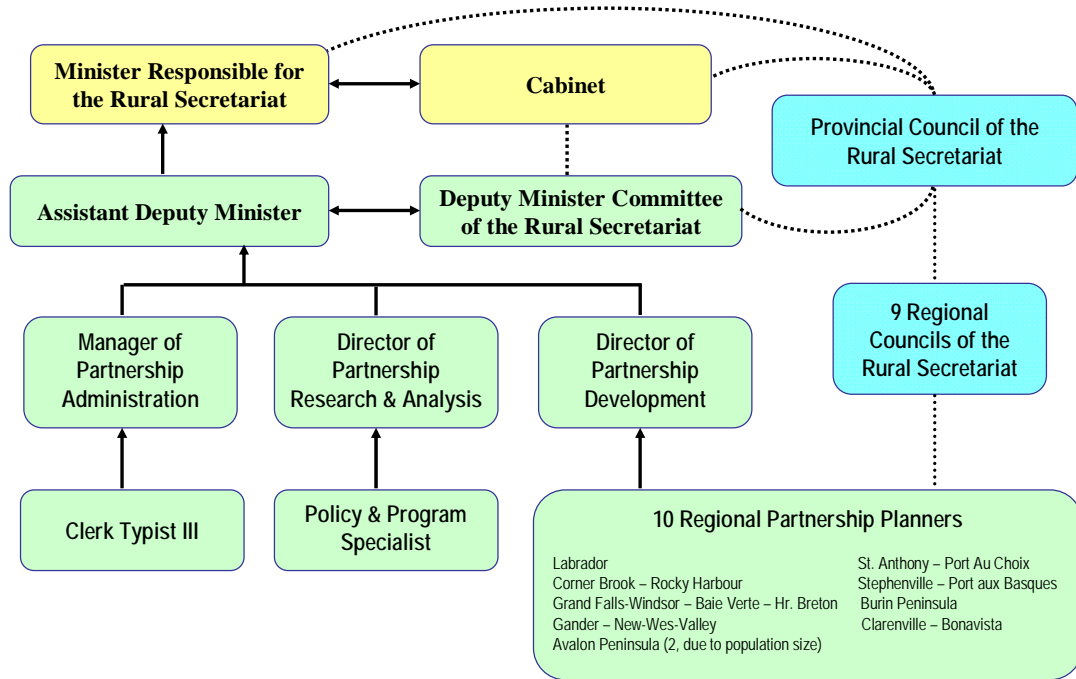 Minister Responsible for
the Rural Secretariat
Cabinet
Provincial Council of the
Rural Secretariat
Assistant Deputy Minister
Deputy Minister Committee
of the Rural Secretariat
9 Regional
Councils of the
Rural Secretariat
Manager of
Partnership
Administration
Director of
Partnership
Research & Analysis
Director of
Partnership
Development
Clerk Typist III
Policy & Program
Specialist
10 Regional Partnership Planners
Labrador
Corner Brook – Rocky Harbour
Grand Falls-Windsor – Baie Verte – Hr. Breton
Gander – New-Wes-Valley
Avalon Peninsula (2, due to population size)
St. Anthony – Port Au Choix
Stephenville – Port aux Basques
Burin Peninsula
Clarenville – Bonavista